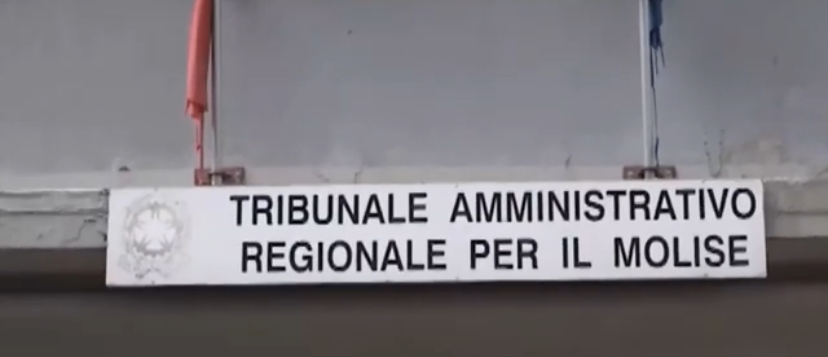 TRIBUNALE AMMINISTRATIVO
REGIONALE PER IL MOLISE